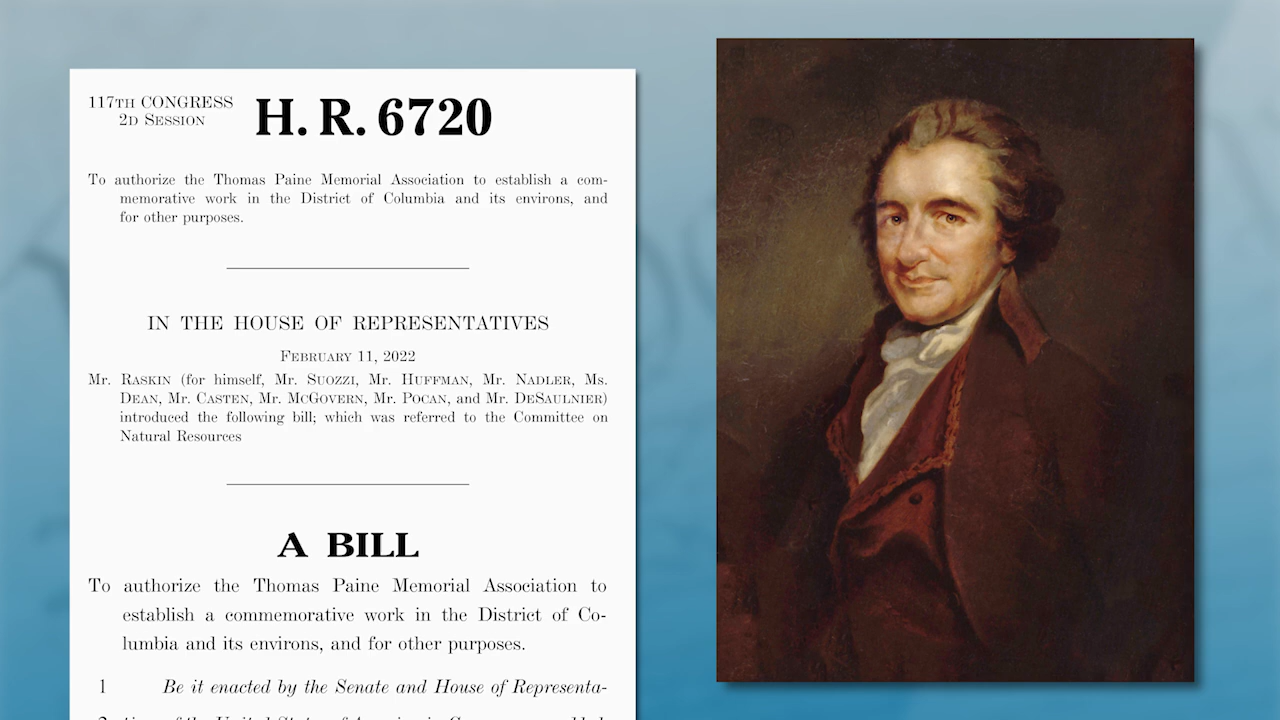 117TH CONGRESS
2D SESSION
H. R. 6720
To authorize the Thomas Paine Memorial Association to establish a com-
memorative work in the District of Columbia and its environs, and
for other purposes.
IN THE HOUSE OF REPRESENTATIVES
FEBRUARY 11, 2022
Mr. RASKIN (for himself, Mr. SUOZZI, Mr. HUFFMAN, Mr. NADLER, Ms.
DEAN, Mr. CASTEN, Mr. MCGOVERN, Mr. POCAN, and Mr. DESAULNIER)
introduced the following bill; which was referred to the Committee on
Natural Resources
A BILL
To authorize the Thomas Paine Memorial Association to
establish a commemorative work in the District of Co-
lumbia and its environs, and for other purposes.
1 Be it enacted by the Senate and House of Representa-